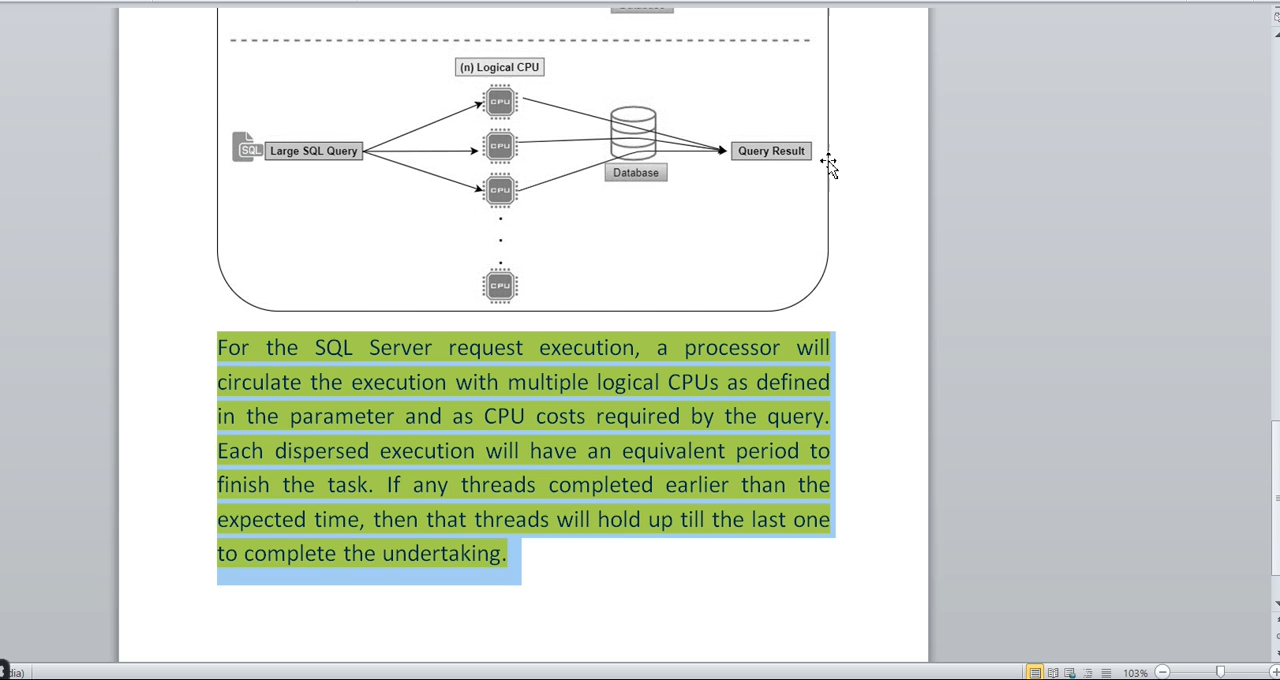 (n) Logical CPU
CPU
SQL
Large SQL Query
CPU
Query Result
Database
CPU
CPU
For the SQL Server request execution, a processor will
circulate the execution with multiple logical CPUs as defined
in the parameter and as CPU costs required by the query.
Each dispersed execution will have an equivalent period to
finish the task. If any threads completed earlier than the
expected time, then that threads will hold up till the last one
to complete the undertaking.
dia)
103%